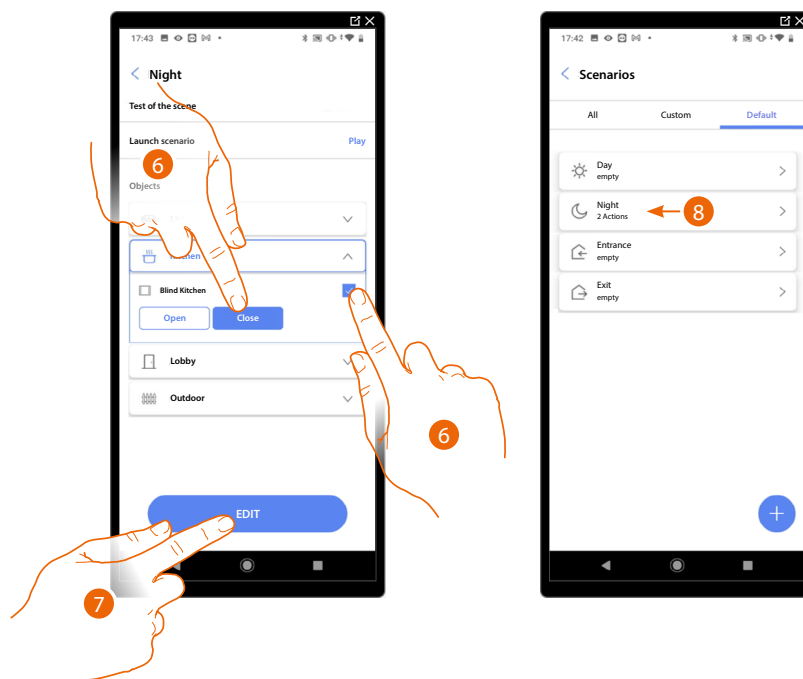 17:43
Night
Test of the scene
Launch scenario Play
6
Objects
Kitchen
Blind Kitchen
Open Close
Lobby
Outdoor
6
EDIT
7
17:42
Scenarios
All Custom Default
Day
empty
Night
2 Actions
8
Entrance
empty
Exit
empty